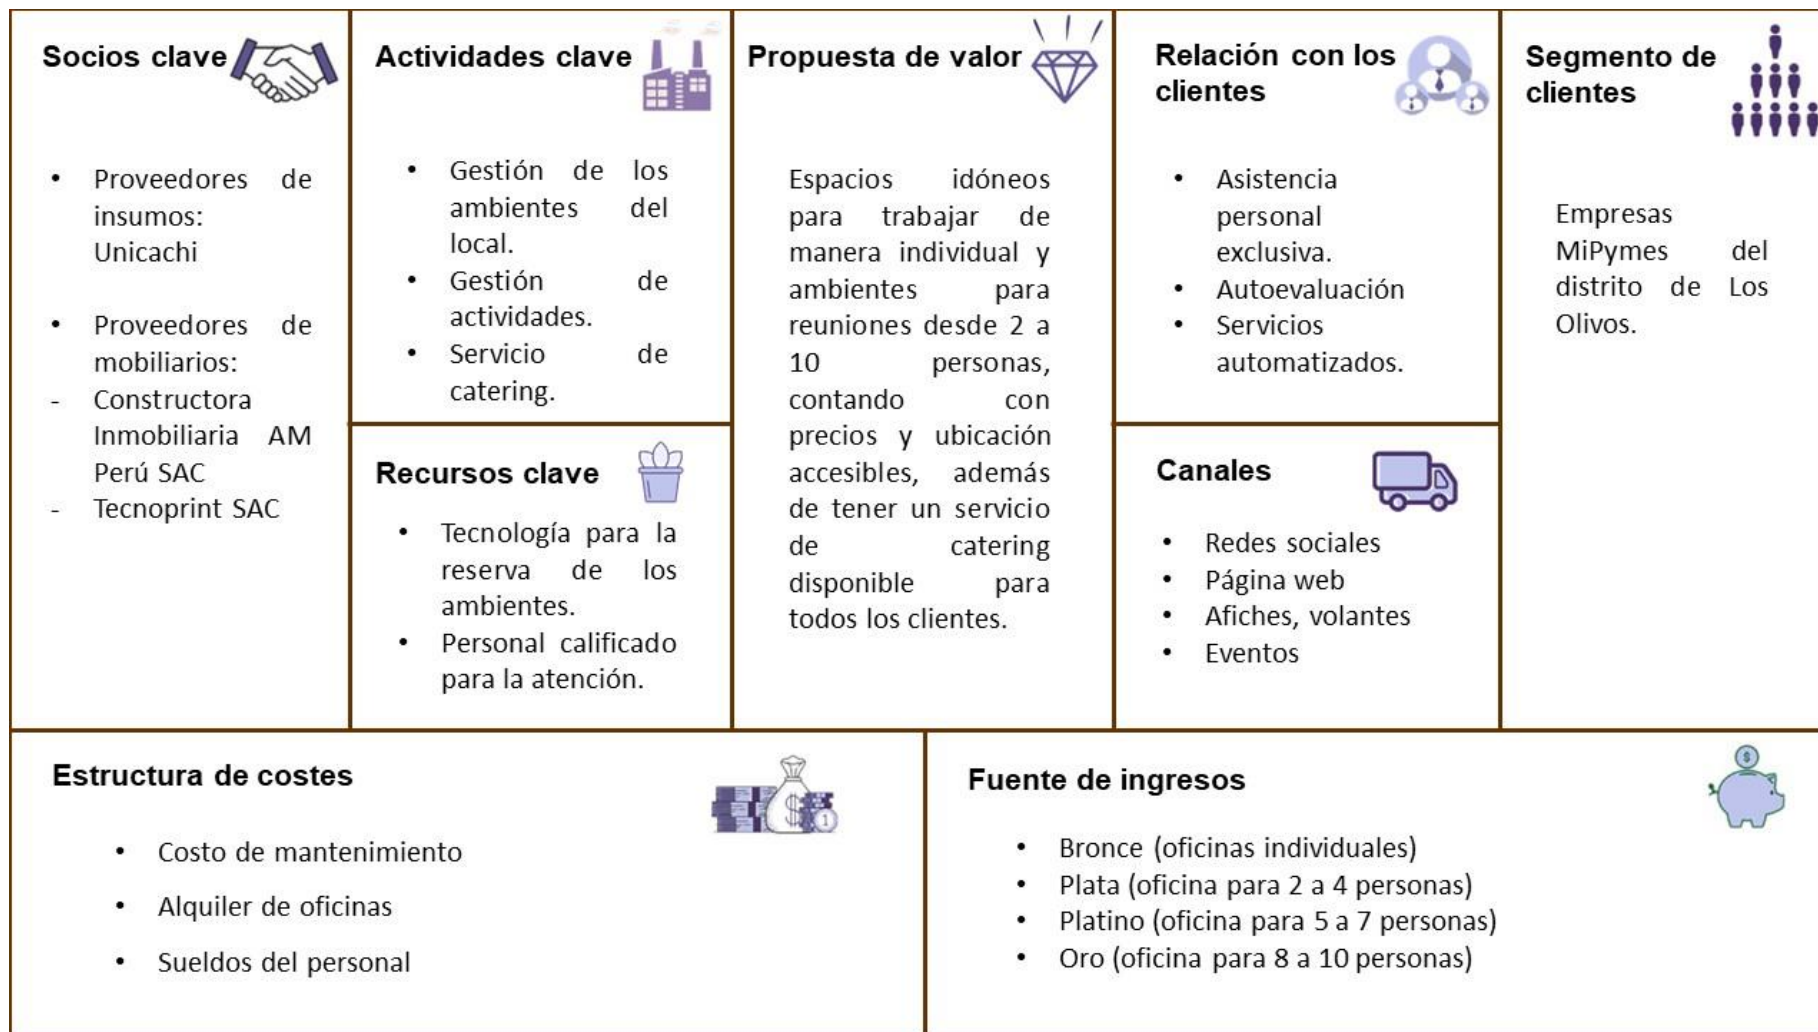 Socios clave
• Proveedores de
insumos:
Unicachi
• Proveedores de
mobiliarios:
- Constructora
Inmobiliaria AM
Perú SAC
- Tecnoprint SAC
Actividades clave
• Gestión de los
ambientes del
local.
• Gestión de
actividades.
• Servicio de
catering.
Recursos clave
• Tecnología para la
reserva de los
ambientes.
• Personal calificado
para la atención.
Propuesta de valor
Espacios idóneos
para trabajar de
manera individual y
ambientes para
reuniones desde 2 a
10 personas,
contando con
precios y ubicación
accesibles, además
de tener un servicio
de catering
disponible para
todos los clientes.
Relación con los
clientes
• Asistencia
personal
exclusiva.
• Autoevaluación
• Servicios
automatizados.
Canales
• Redes sociales
• Página web
• Afiches, volantes
• Eventos
Segmento de
clientes
Empresas
MiPymes del
distrito de Los
Olivos.
Estructura de costes
• Costo de mantenimiento
• Alquiler de oficinas
• Sueldos del personal
Fuente de ingresos
• Bronce (oficinas individuales)
• Plata (oficina para 2 a 4 personas)
• Platino (oficina para 5 a 7 personas)
• Oro (oficina para 8 a 10 personas)